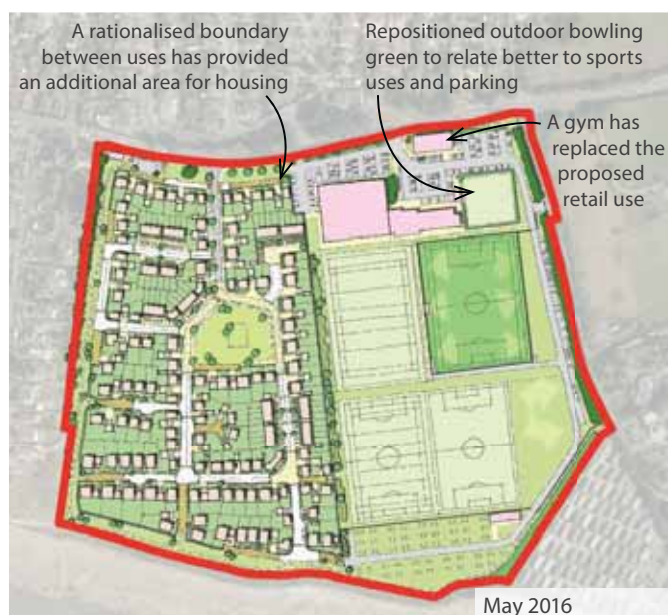 A rationalised boundary
between uses has provided
an additional area for housing
Repositioned outdoor bowling
green to relate better to sports
uses and parking
A gym has
replaced the
proposed
retail use
May 2016